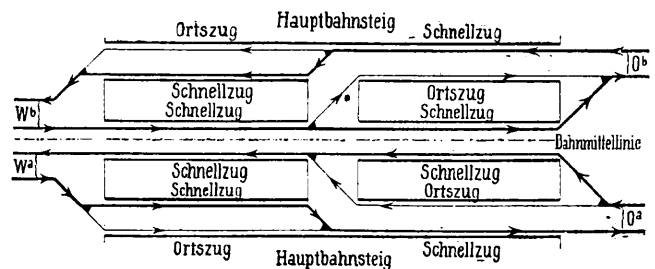 Ortszug Hauptbahnsteig Schnellzug
Oᵇ
Schnellzug Ortszug
Wᵇ Schnellzug Schnellzug
Bahnmittellinie
Wᵃ Schnellzug Schnellzug
Schnellzug Ortszug
Oᵃ
Ortszug Hauptbahnsteig Schnellzug